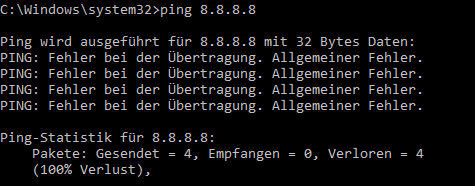 C:\Windows\system32>ping 8.8.8.8
Ping wird ausgeführt für 8.8.8.8 mit 32 Bytes Daten:
PING: Fehler bei der Übertragung. Allgemeiner Fehler.
PING: Fehler bei der Übertragung. Allgemeiner Fehler.
PING: Fehler bei der Übertragung. Allgemeiner Fehler.
PING: Fehler bei der Übertragung. Allgemeiner Fehler.
Ping-Statistik für 8.8.8.8:
Pakete: Gesendet = 4, Empfangen = 0, Verloren = 4
(100% Verlust),